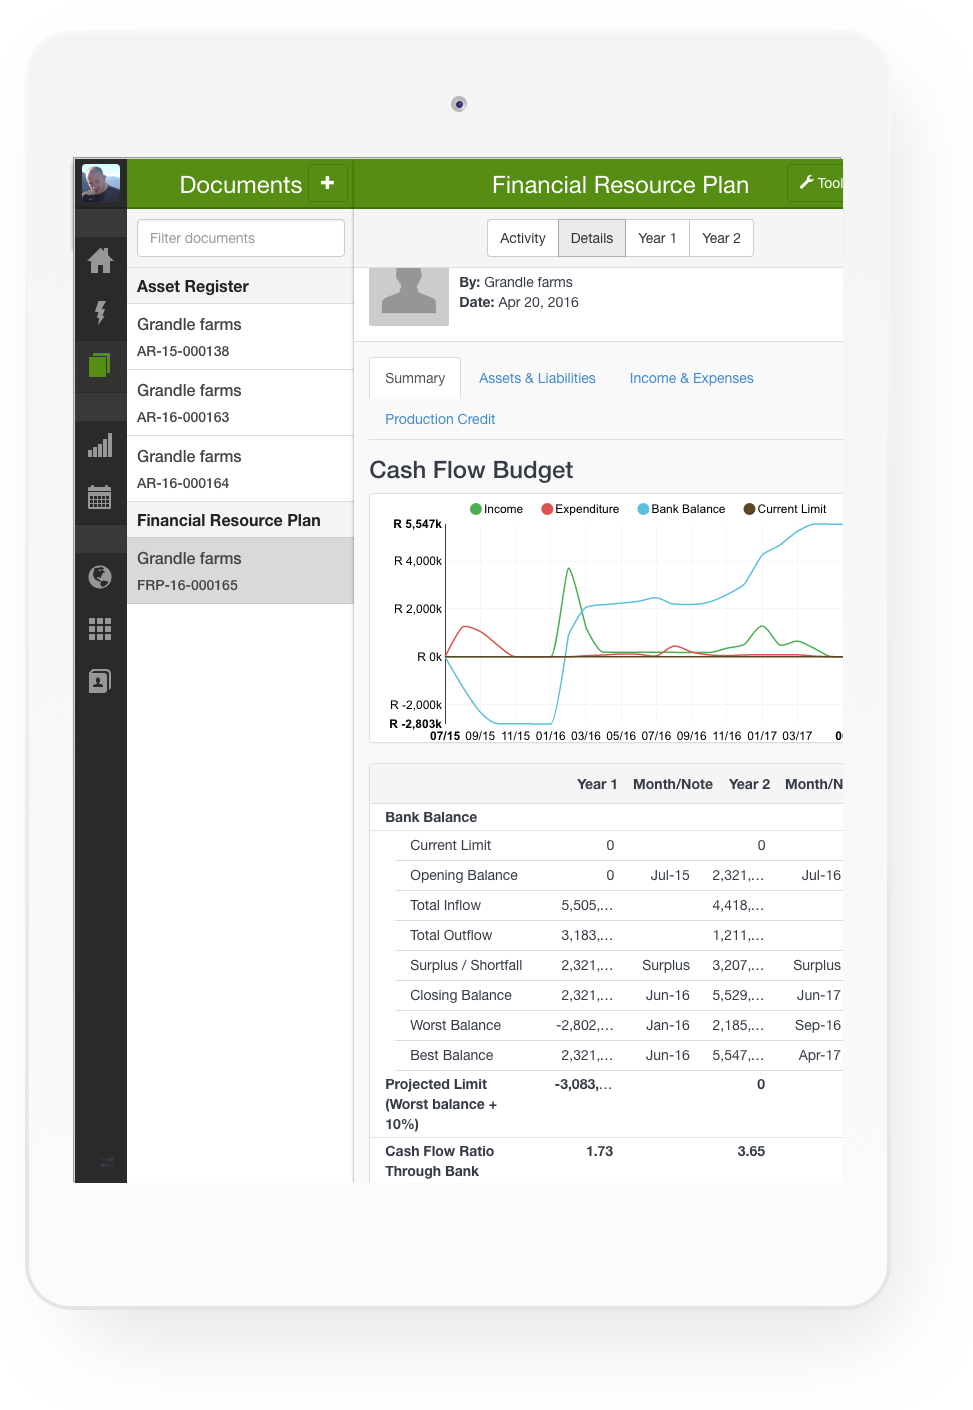 Documents
Financial Resource Plan
Tool
Filter documents
Activity
Details
Year 1
Year 2
Asset Register
Grandle farms
AR-15-000138
Grandle farms
AR-16-000163
Grandle farms
AR-16-000164
Financial Resource Plan
Grandle farms
FRP-16-000165
By: Grandle farms
Date: Apr 20, 2016
Summary
Assets & Liabilities
Income & Expenses
Production Credit
Cash Flow Budget
Income Expenditure Bank Balance Current Limit
R 5,547k
R 4,000k
R 2,000k
R 0k
R -2,000k
R -2,803k
07/15 09/15 11/15 01/16 03/16 05/16 07/16 09/16 11/16 01/17 03/17 0
Year 1 Month/Note Year 2 Month/N
Bank Balance
Current Limit 0 0
Opening Balance 0 Jul-15 2,321,... Jul-16
Total Inflow 5,505,... 4,418,...
Total Outflow 3,183,... 1,211,...
Surplus / Shortfall 2,321,... Surplus 3,207,... Surplus
Closing Balance 2,321,... Jun-16 5,529,... Jun-17
Worst Balance -2,802,... Jan-16 2,185,... Sep-16
Best Balance 2,321,... Jun-16 5,547,... Apr-17
Projected Limit -3,083,... 0
(Worst balance +
10%)
Cash Flow Ratio 1.73 3.65
Through Bank